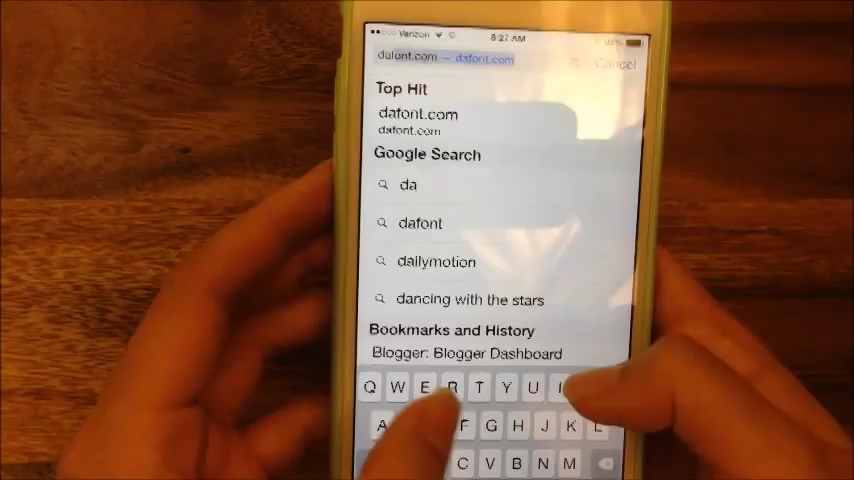 Verizon 8:27 AM
dafont.com — dafont.com Cancel
Top Hit
dafont.com
dafont.com
Google Search
da
dafont
dailymotion
dancing with the stars
Bookmarks and History
Blogger: Blogger Dashboard
Q W E R T Y U I
A F G H J K L
C V B N M